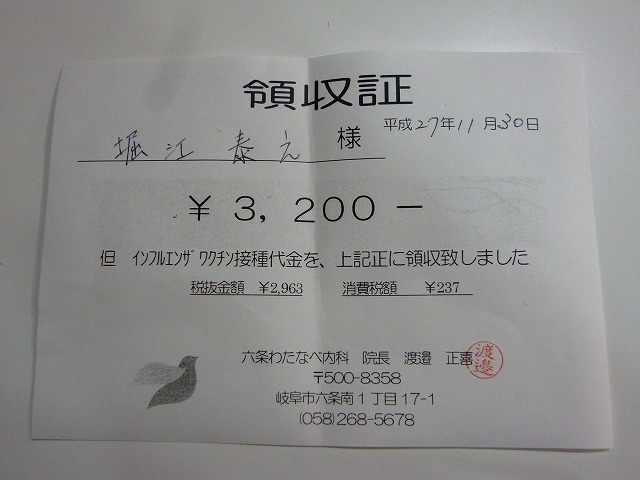 領収証
平成27年11月30日
堀江 泰え 様
¥3,200-
但 インフルエンザワクチン接種代金を、上記正に領収致しました
税抜金額 ¥2,963 消費税額 ¥237
六条わたなべ内科 院長 渡邉 正喜
渡邉
〒500-8358
岐阜市六条南1丁目17-1
(058)268-5678